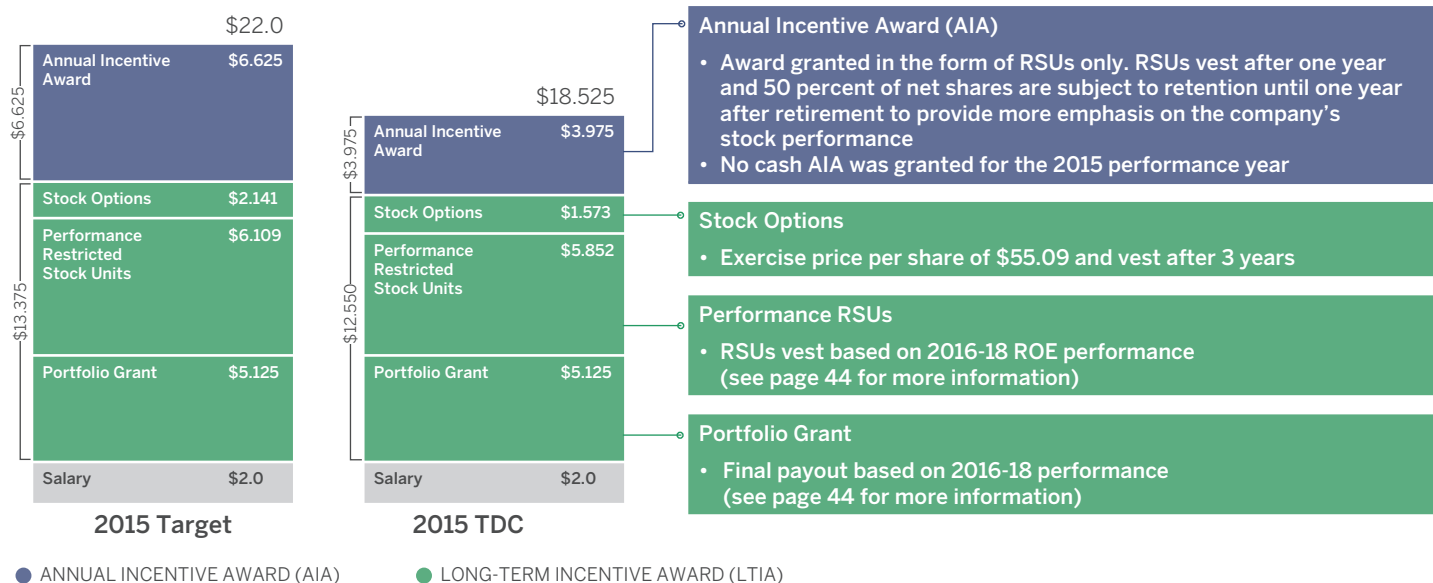 $22.0
$6.625
Annual Incentive $6.625
Award
$13.375
Stock Options $2.141
Performance $6.109
Restricted
Stock Units
Portfolio Grant $5.125
Salary $2.0
2015 Target
$18.525
$3.975
Annual Incentive $3.975
Award
$12.550
Stock Options $1.573
Performance $5.852
Restricted
Stock Units
Portfolio Grant $5.125
Salary $2.0
2015 TDC
Annual Incentive Award (AIA)
• Award granted in the form of RSUs only. RSUs vest after one year
and 50 percent of net shares are subject to retention until one year
after retirement to provide more emphasis on the company’s
stock performance
• No cash AIA was granted for the 2015 performance year
Stock Options
• Exercise price per share of $55.09 and vest after 3 years
Performance RSUs
• RSUs vest based on 2016-18 ROE performance
(see page 44 for more information)
Portfolio Grant
• Final payout based on 2016-18 performance
(see page 44 for more information)
ANNUAL INCENTIVE AWARD (AIA)
LONG-TERM INCENTIVE AWARD (LTIA)